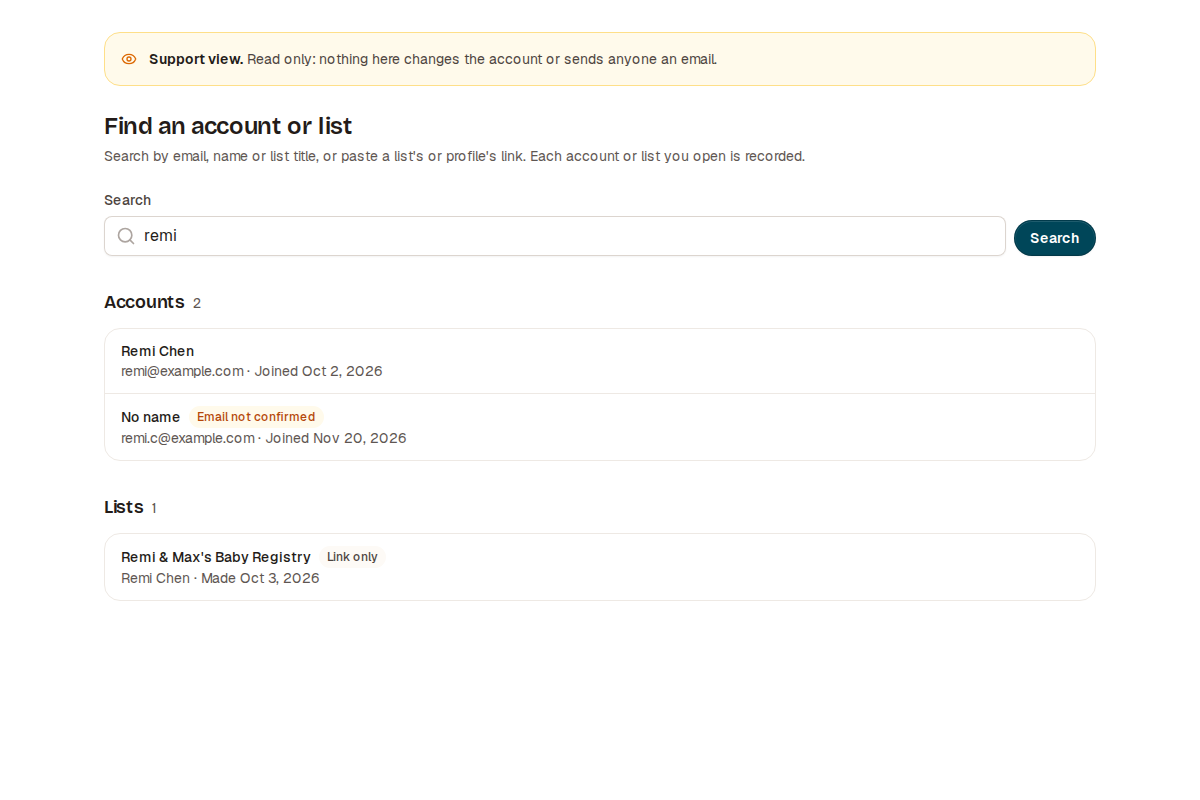 Support view. Read only: nothing here changes the account or sends anyone an email.
Find an account or list
Search by email, name or list title, or paste a list's or profile's link. Each account or list you open is recorded.
Search
remi
Search
Accounts 2
Remi Chen
remi@example.com · Joined Oct 2, 2026
No name Email not confirmed
remi.c@example.com · Joined Nov 20, 2026
Lists 1
Remi & Max's Baby Registry Link only
Remi Chen · Made Oct 3, 2026